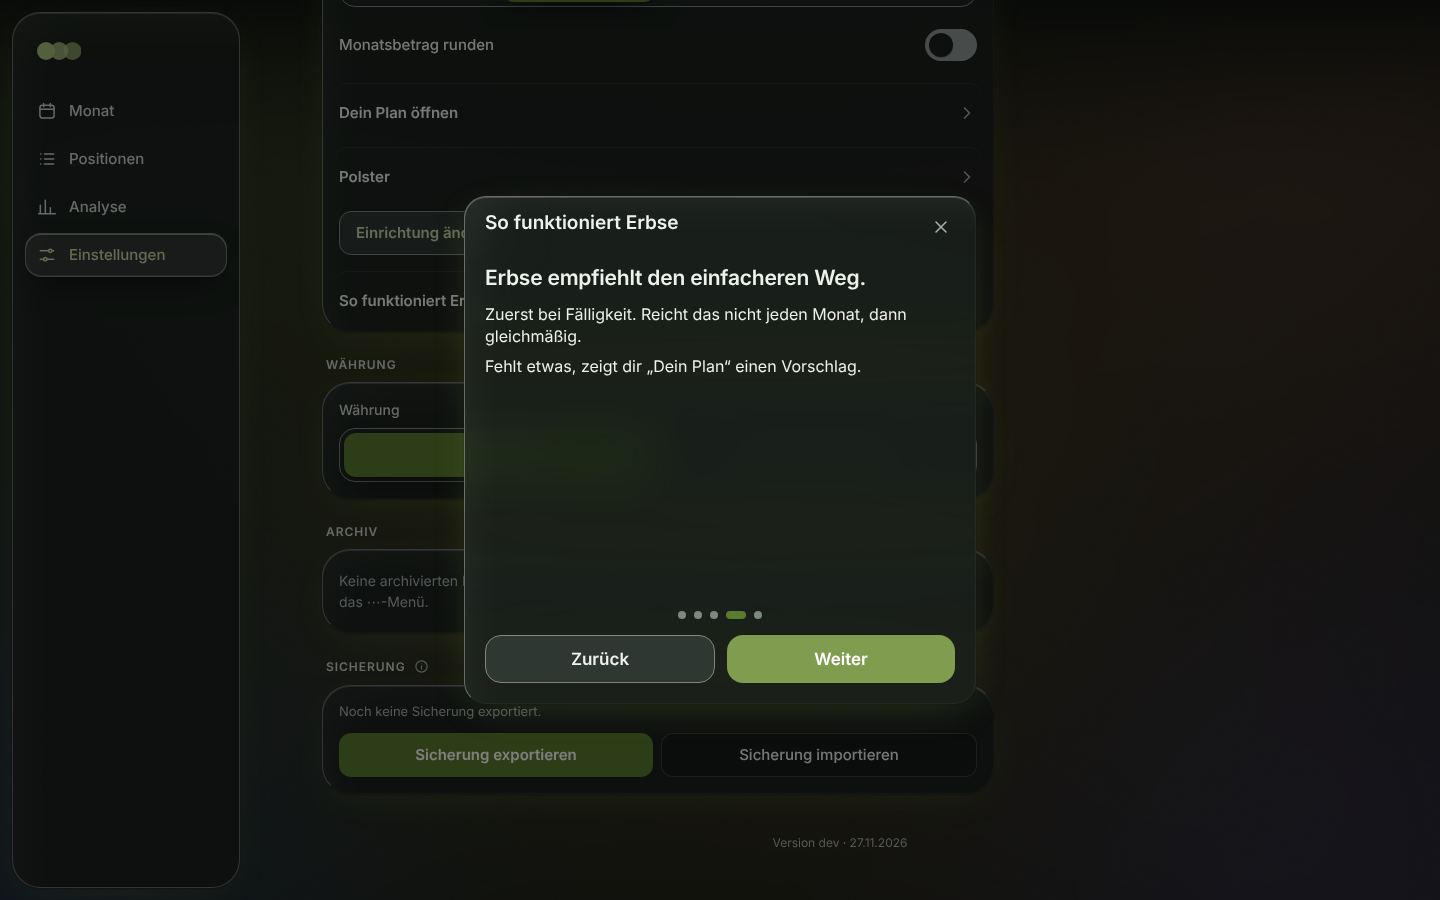 Monat
Positionen
Analyse
Einstellungen
Monatsbetrag runden
Dein Plan öffnen
Polster
Einrichtung
So funktioniert
WÄHRUNG
Währung
ARCHIV
Keine archivierten
das ···-Menü.
SICHERUNG
Noch keine Sicherung exportiert.
Sicherung exportieren
Sicherung importieren
Version dev · 27.11.2026
So funktioniert Erbse
Erbse empfiehlt den einfacheren Weg.
Zuerst bei Fälligkeit. Reicht das nicht jeden Monat, dann
gleichmäßig.
Fehlt etwas, zeigt dir „Dein Plan“ einen Vorschlag.
Zurück
Weiter